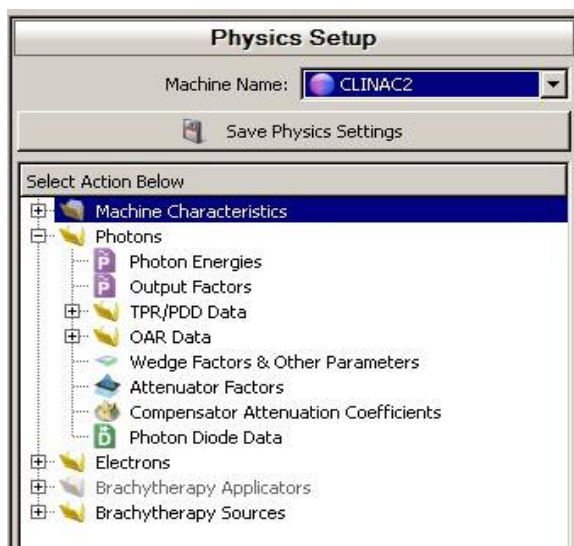 Physics Setup
Machine Name: CLINAC2
Save Physics Settings
Select Action Below
Machine Characteristics
Photons
Photon Energies
Output Factors
TPR/PDD Data
OAR Data
Wedge Factors & Other Parameters
Attenuator Factors
Compensator Attenuation Coefficients
Photon Diode Data
Electrons
Brachytherapy Applicators
Brachytherapy Sources